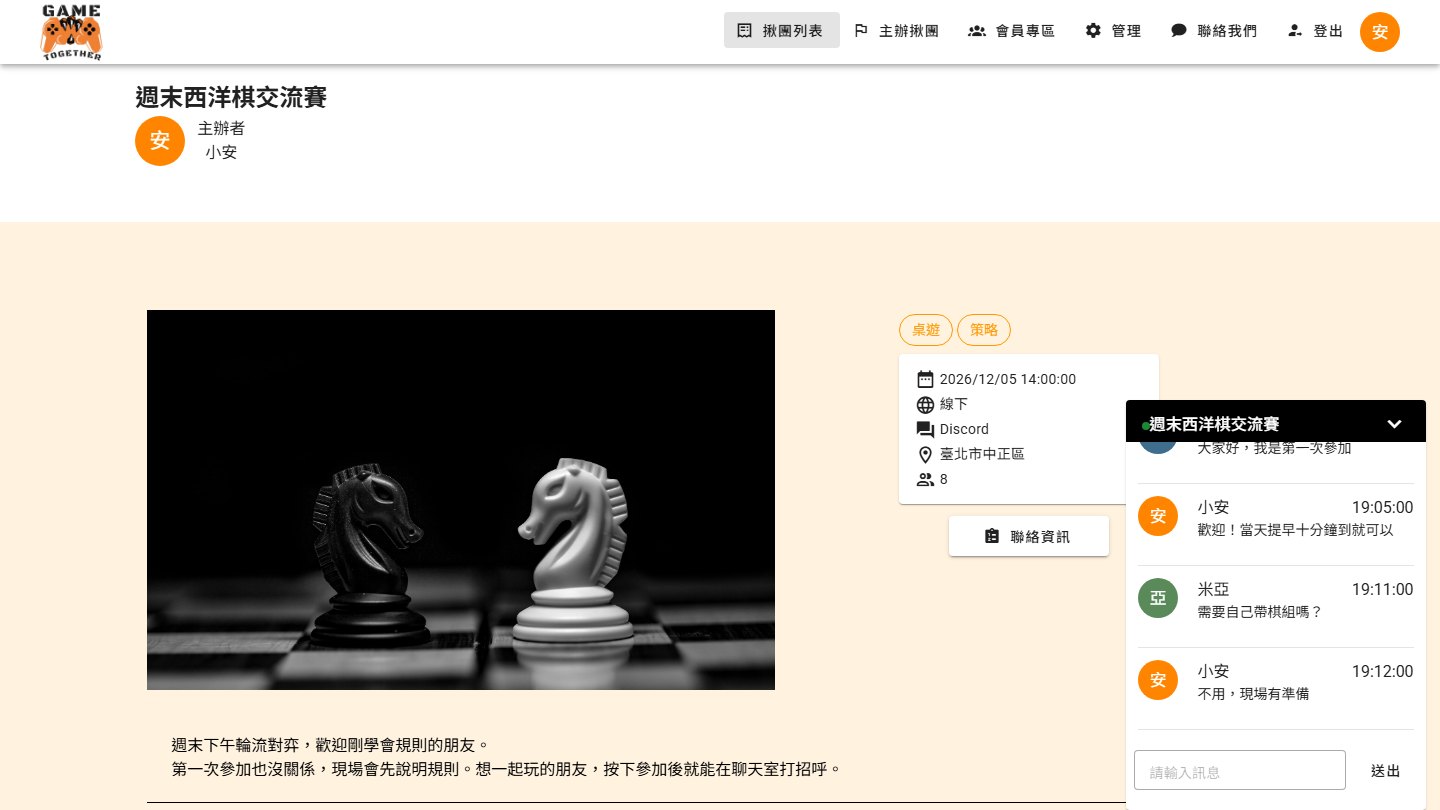 GAME
TOGETHER
揪團列表
主辦揪團
會員專區
管理
聯絡我們
登出
安
週末西洋棋交流賽
安
主辦者
小安
桌遊
策略
2026/12/05 14:00:00
線下
Discord
臺北市中正區
8
聯絡資訊
週末下午輪流對弈，歡迎剛學會規則的朋友。
第一次參加也沒關係，現場會先說明規則。想一起玩的朋友，按下參加後就能在聊天室打招呼。
週末西洋棋交流賽
大家好，我是第一次參加
安
小安
19:05:00
歡迎！當天提早十分鐘到就可以
亞
米亞
19:11:00
需要自己帶棋組嗎？
安
小安
19:12:00
不用，現場有準備
請輸入訊息
送出